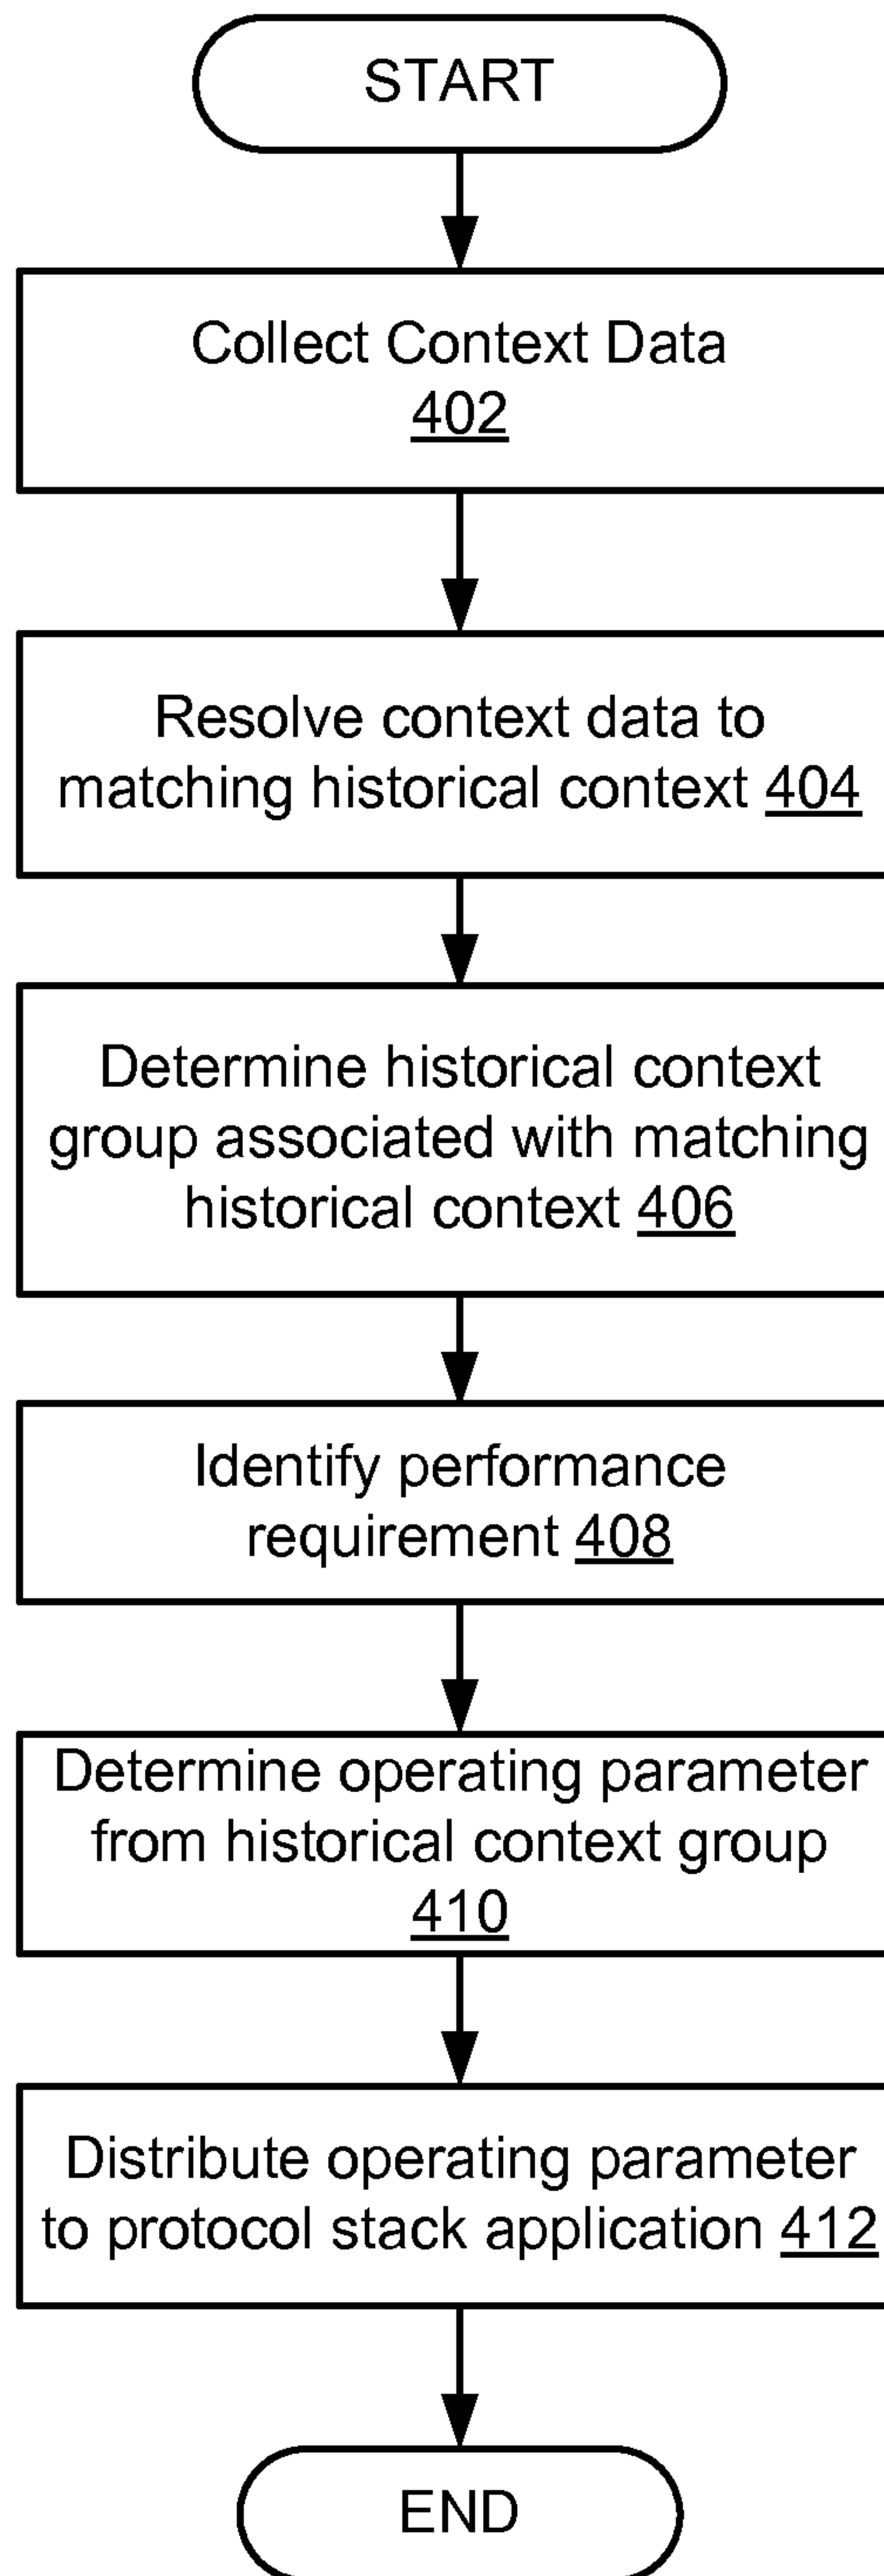 START
Collect Context Data
402
Resolve context data to
matching historical context 404
Determine historical context
group associated with matching
historical context 406
Identify performance
requirement 408
Determine operating parameter
from historical context group
410
Distribute operating parameter
to protocol stack application 412
END